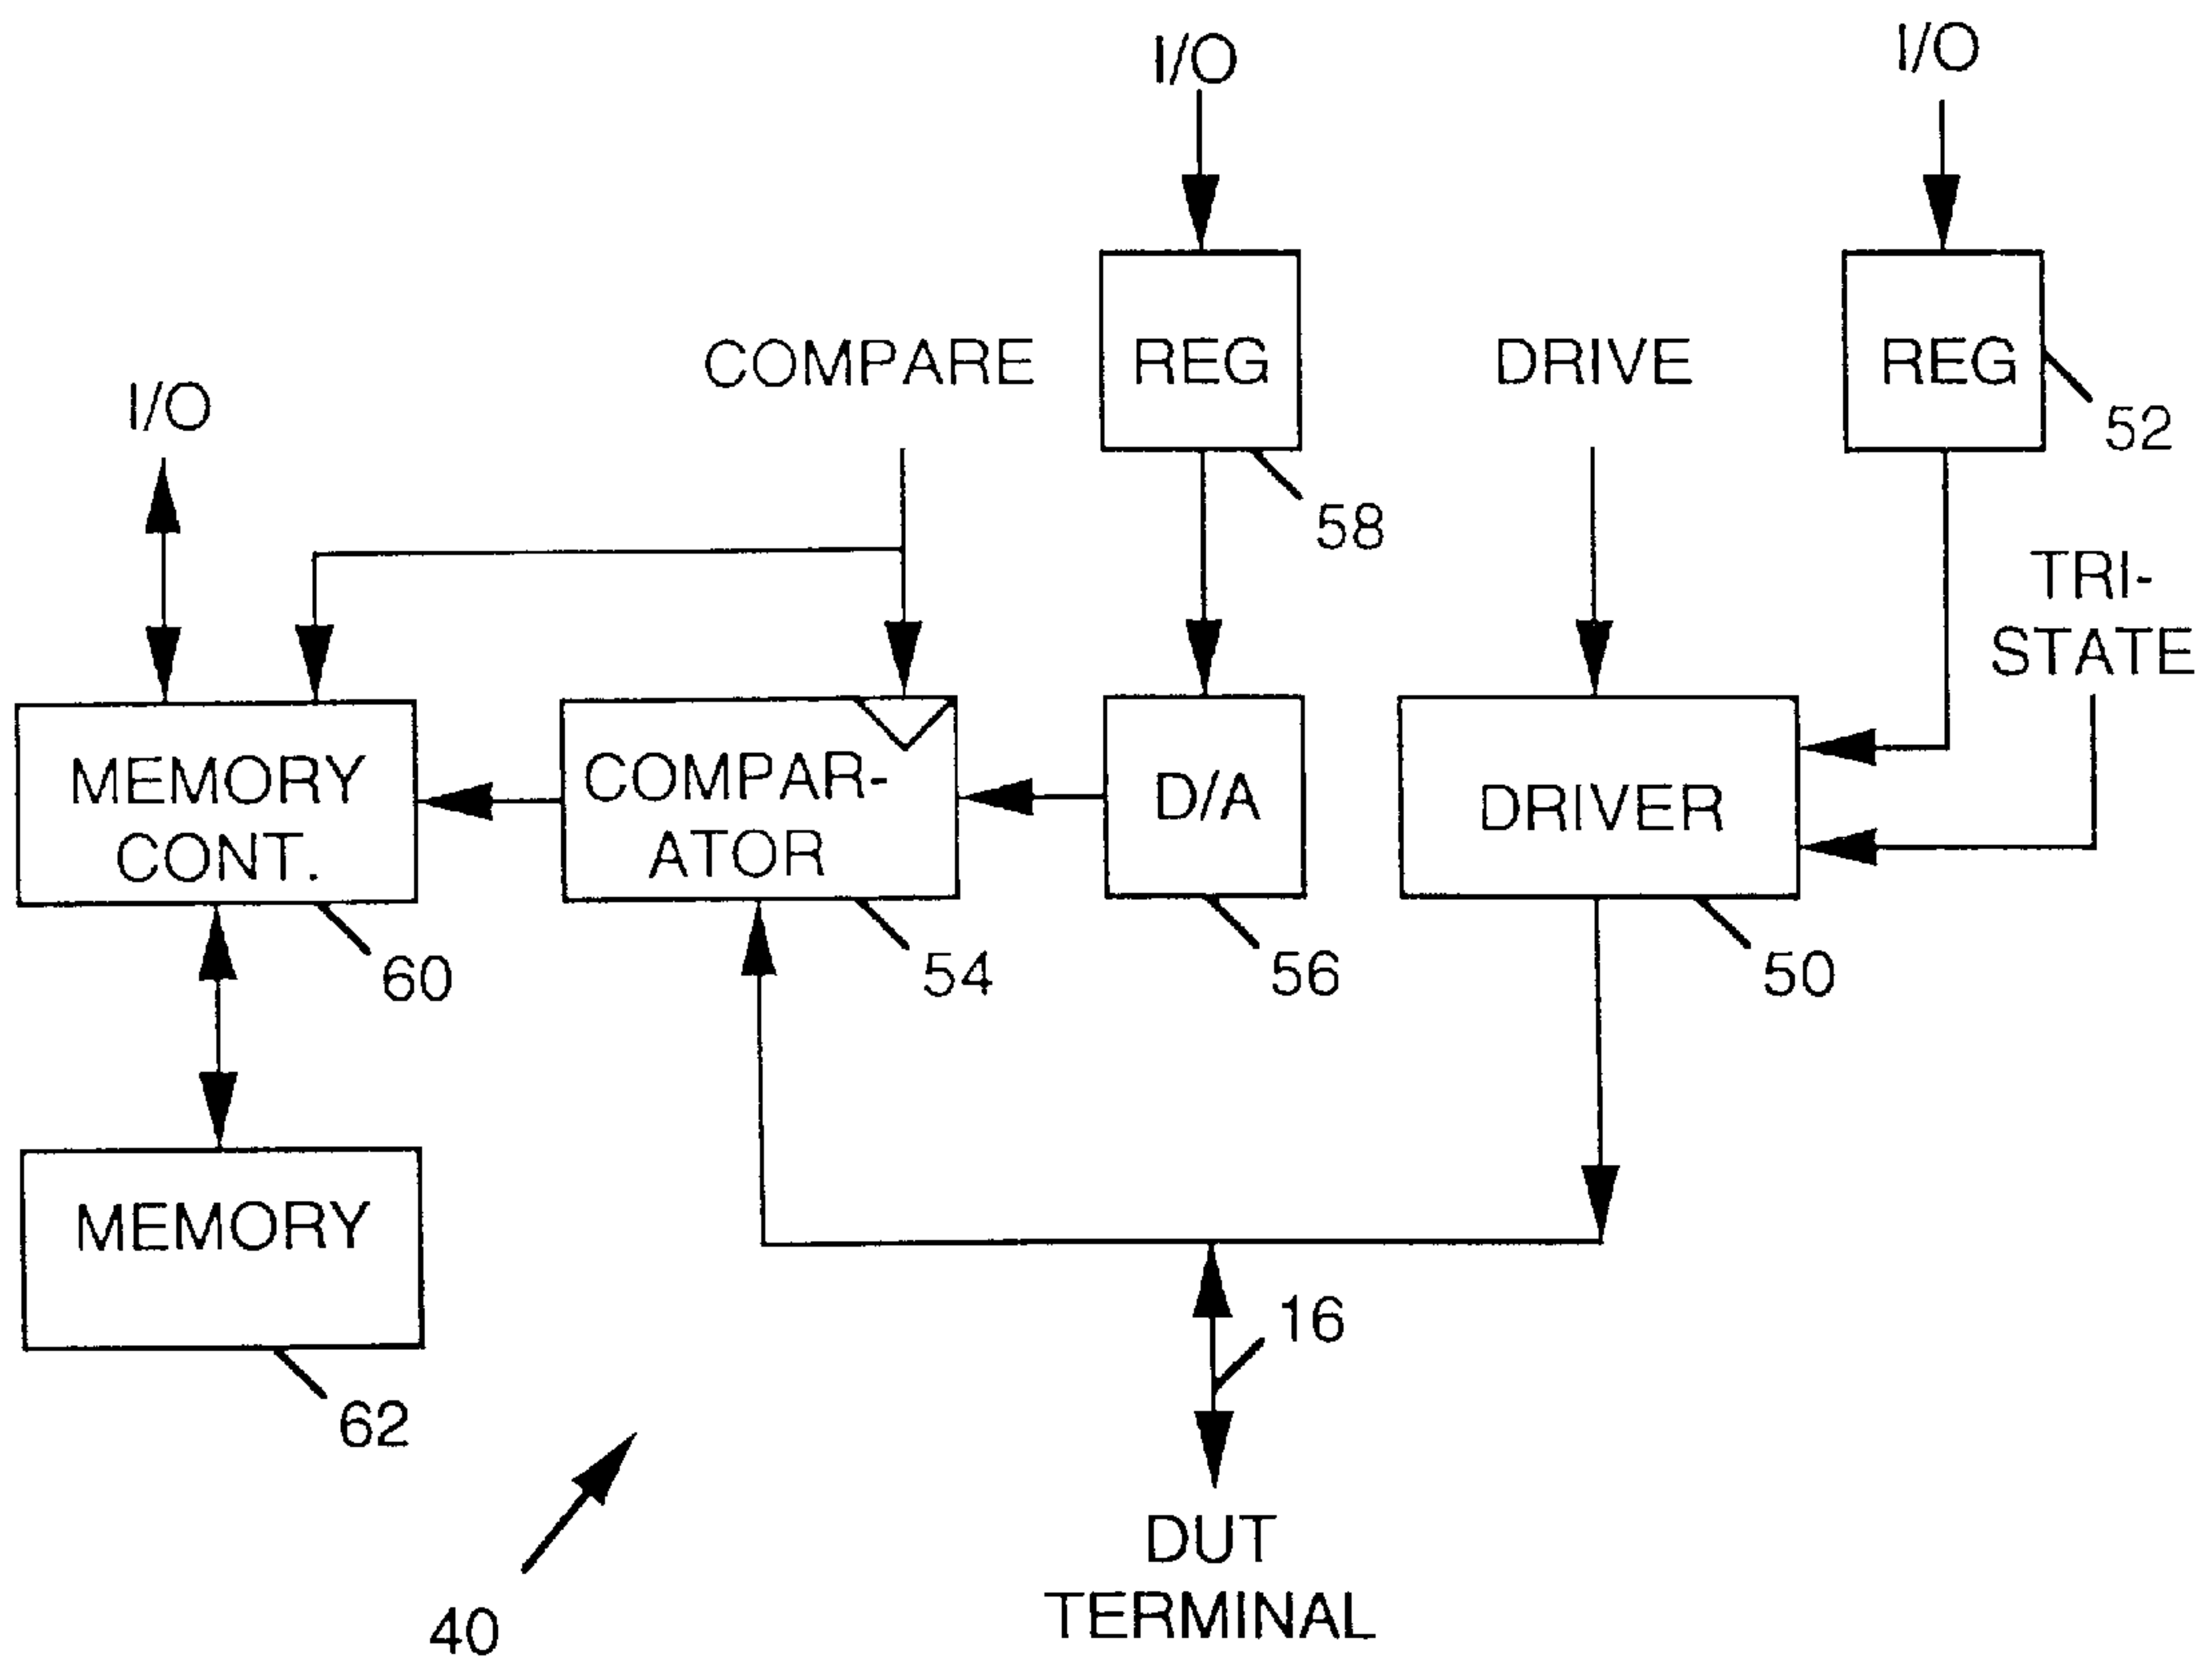 I/O
I/O
COMPARE
REG
DRIVE
REG
I/O
52
58
TRI-
STATE
MEMORY
CONT.
COMPAR-
ATOR
D/A
DRIVER
60
54
56
50
MEMORY
16
62
DUT
TERMINAL
40